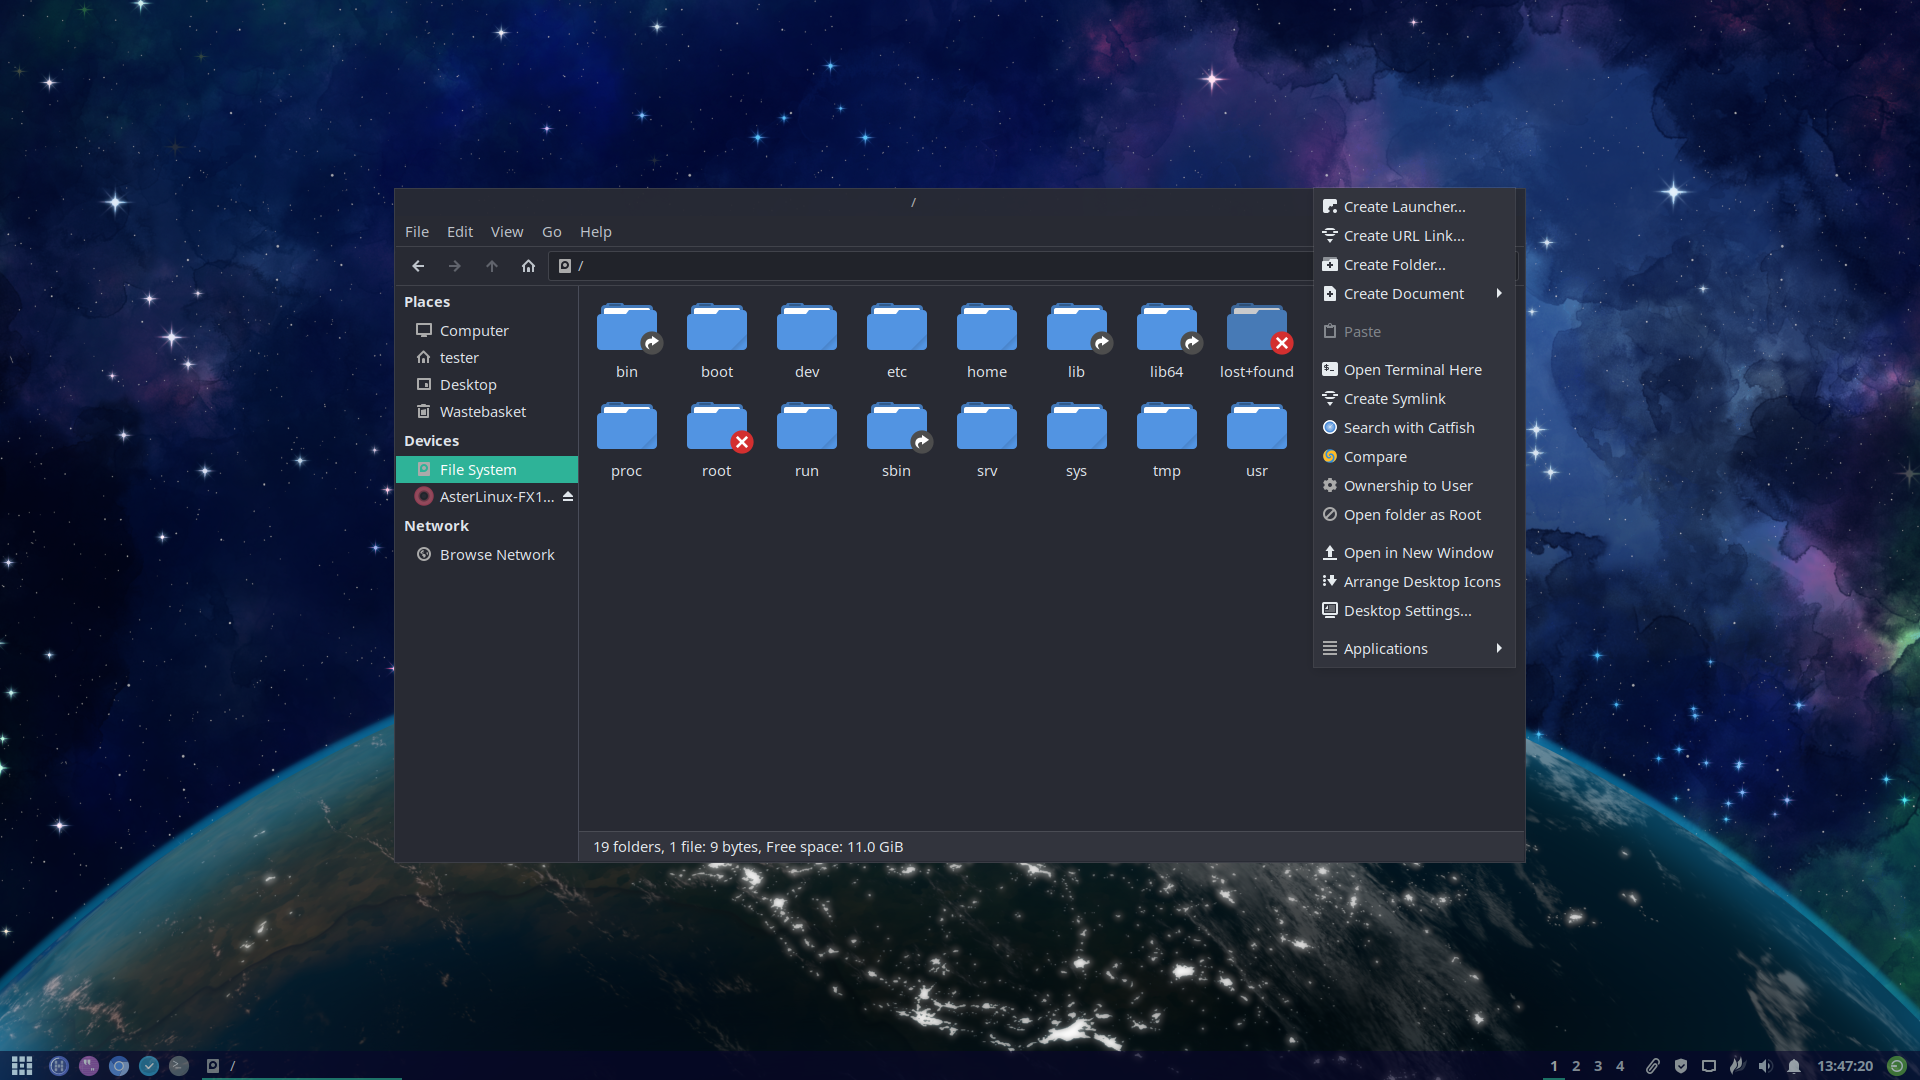 /
File Edit View Go Help
/
Places
Computer
tester
Desktop
Wastebasket
Devices
File System
AsterLinux-FX1...
Network
Browse Network
bin boot dev etc home lib lib64 lost+found
proc root run sbin srv sys tmp usr
19 folders, 1 file: 9 bytes, Free space: 11.0 GiB
Create Launcher...
Create URL Link...
Create Folder...
Create Document
Paste
Open Terminal Here
Create Symlink
Search with Catfish
Compare
Ownership to User
Open folder as Root
Open in New Window
Arrange Desktop Icons
Desktop Settings...
Applications
/ 1 2 3 4 13:47:20